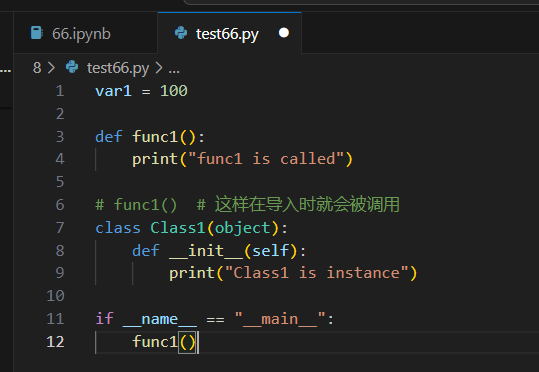 66.ipynb
test66.py
8 > test66.py > ...
1 var1 = 100
2
3 def func1():
4     print("func1 is called")
5
6 # func1()  # 这样在导入时就会被调用
7 class Class1(object):
8     def __init__(self):
9         print("Class1 is instance")
10
11 if __name__ == "__main__":
12     func1()